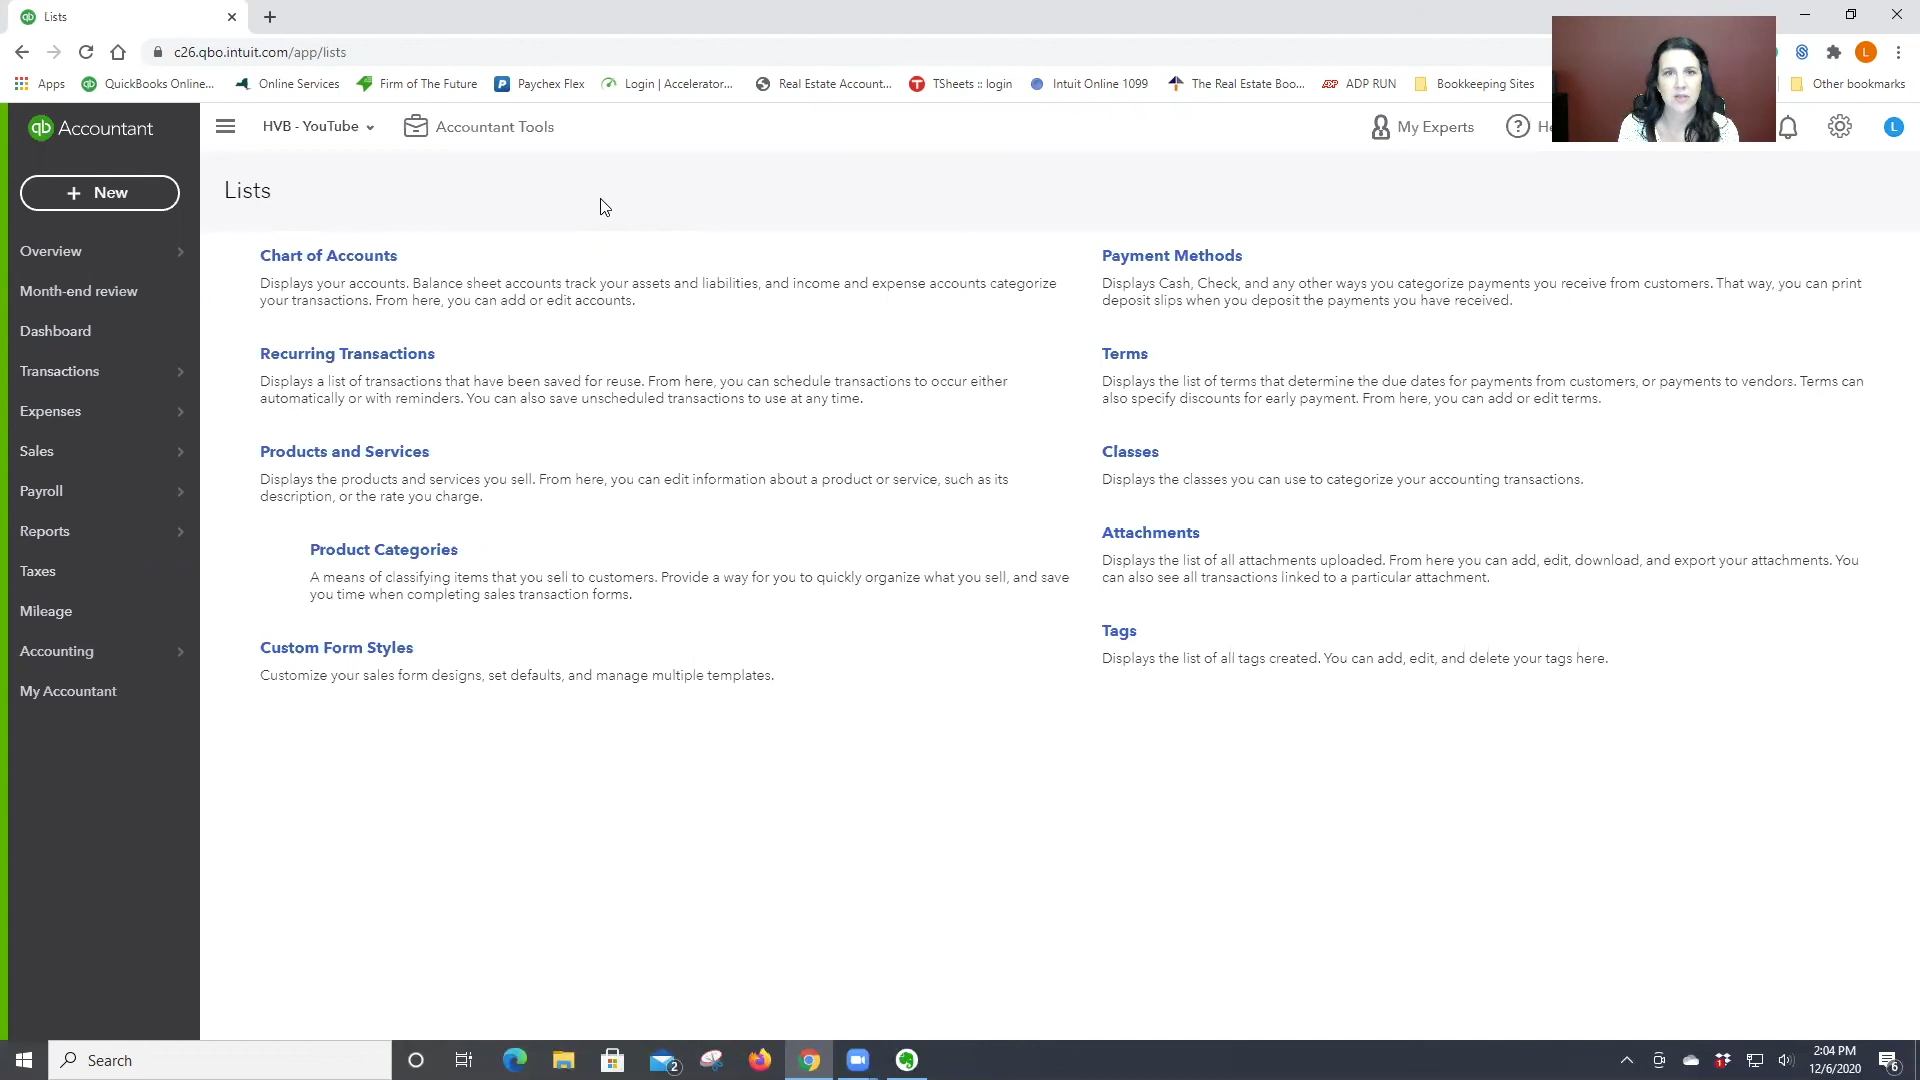 Lists
c26.qbo.intuit.com/app/lists
L
Apps
QuickBooks Online...
Online Services
Firm of The Future
Paychex Flex
Login | Accelerator...
Real Estate Account...
TSheets :: login
Intuit Online 1099
The Real Estate Boo...
ADP RUN
Bookkeeping Sites
Other bookmarks
qb Accountant
HVB - YouTube
Accountant Tools
My Experts
? He
L
+ New
Overview
Month-end review
Dashboard
Transactions
Expenses
Sales
Payroll
Reports
Taxes
Mileage
Accounting
My Accountant
Lists
Chart of Accounts
Displays your accounts. Balance sheet accounts track your assets and liabilities, and income and expense accounts categorize
your transactions. From here, you can add or edit accounts.
Recurring Transactions
Displays a list of transactions that have been saved for reuse. From here, you can schedule transactions to occur either
automatically or with reminders. You can also save unscheduled transactions to use at any time.
Products and Services
Displays the products and services you sell. From here, you can edit information about a product or service, such as its
description, or the rate you charge.
Product Categories
A means of classifying items that you sell to customers. Provide a way for you to quickly organize what you sell, and save
you time when completing sales transaction forms.
Custom Form Styles
Customize your sales form designs, set defaults, and manage multiple templates.
Payment Methods
Displays Cash, Check, and any other ways you categorize payments you receive from customers. That way, you can print
deposit slips when you deposit the payments you have received.
Terms
Displays the list of terms that determine the due dates for payments from customers, or payments to vendors. Terms can
also specify discounts for early payment. From here, you can add or edit terms.
Classes
Displays the classes you can use to categorize your accounting transactions.
Attachments
Displays the list of all attachments uploaded. From here you can add, edit, download, and export your attachments. You
can also see all transactions linked to a particular attachment.
Tags
Displays the list of all tags created. You can add, edit, and delete your tags here.
Search
2
2:04 PM
12/6/2020
6